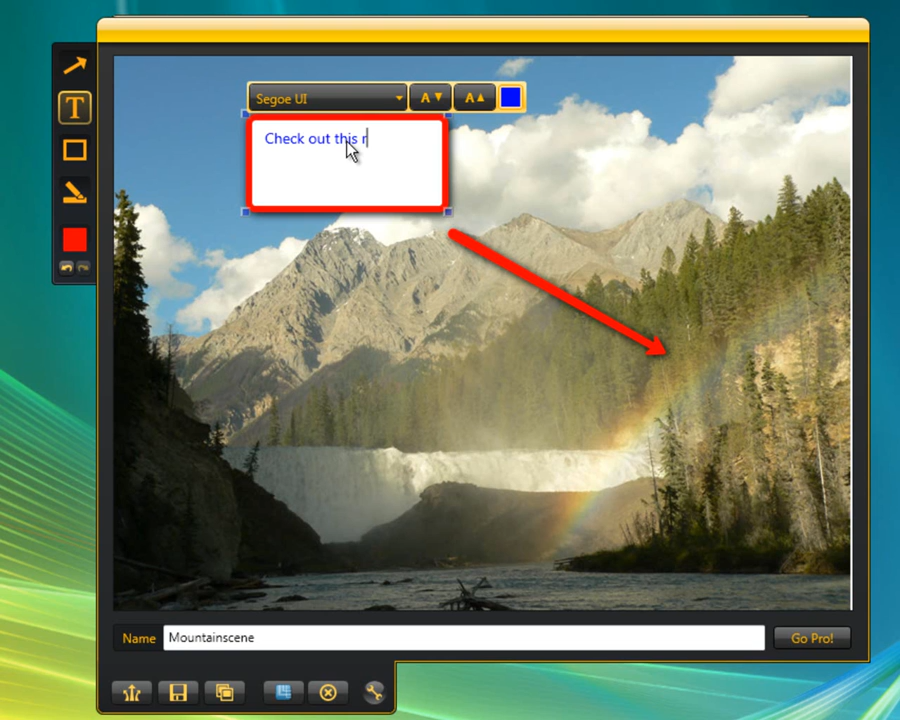 T
Segoe UI
A
A
Check out this r
Name
Mountainscene
Go Pro!